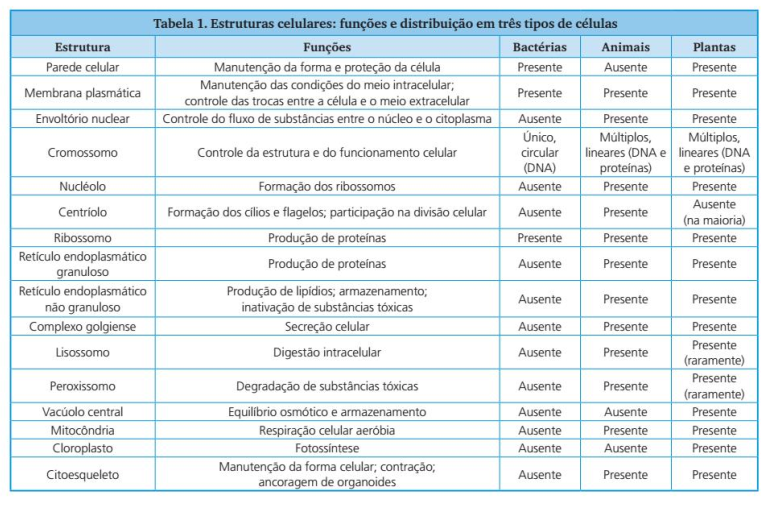 Tabela 1. Estruturas celulares: funções e distribuição em três tipos de células
Estrutura Funções Bactérias Animais Plantas
Parede celular Manutenção da forma e proteção da célula Presente Ausente Presente
Membrana plasmática Manutenção das condições do meio intracelular; controle das trocas entre a célula e o meio extracelular Presente Presente Presente
Envoltório nuclear Controle do fluxo de substâncias entre o núcleo e o citoplasma Ausente Presente Presente
Cromossomo Controle da estrutura e do funcionamento celular Único, circular (DNA) Múltiplos, lineares (DNA e proteínas) Múltiplos, lineares (DNA e proteínas)
Nucléolo Formação dos ribossomos Ausente Presente Presente
Centríolo Formação dos cílios e flagelos; participação na divisão celular Ausente Presente Ausente (na maioria)
Ribossomo Produção de proteínas Presente Presente Presente
Retículo endoplasmático granuloso Produção de proteínas Ausente Presente Presente
Retículo endoplasmático não granuloso Produção de lipídios; armazenamento; inativação de substâncias tóxicas Ausente Presente Presente
Complexo golgiense Secreção celular Ausente Presente Presente
Lisossomo Digestão intracelular Ausente Presente Presente (raramente)
Peroxissomo Degradação de substâncias tóxicas Ausente Presente Presente (raramente)
Vacúolo central Equilíbrio osmótico e armazenamento Ausente Ausente Presente
Mitocôndria Respiração celular aeróbia Ausente Presente Presente
Cloroplasto Fotossíntese Ausente Ausente Presente
Citoesqueleto Manutenção da forma celular; contração; ancoragem de organoides Ausente Presente Presente